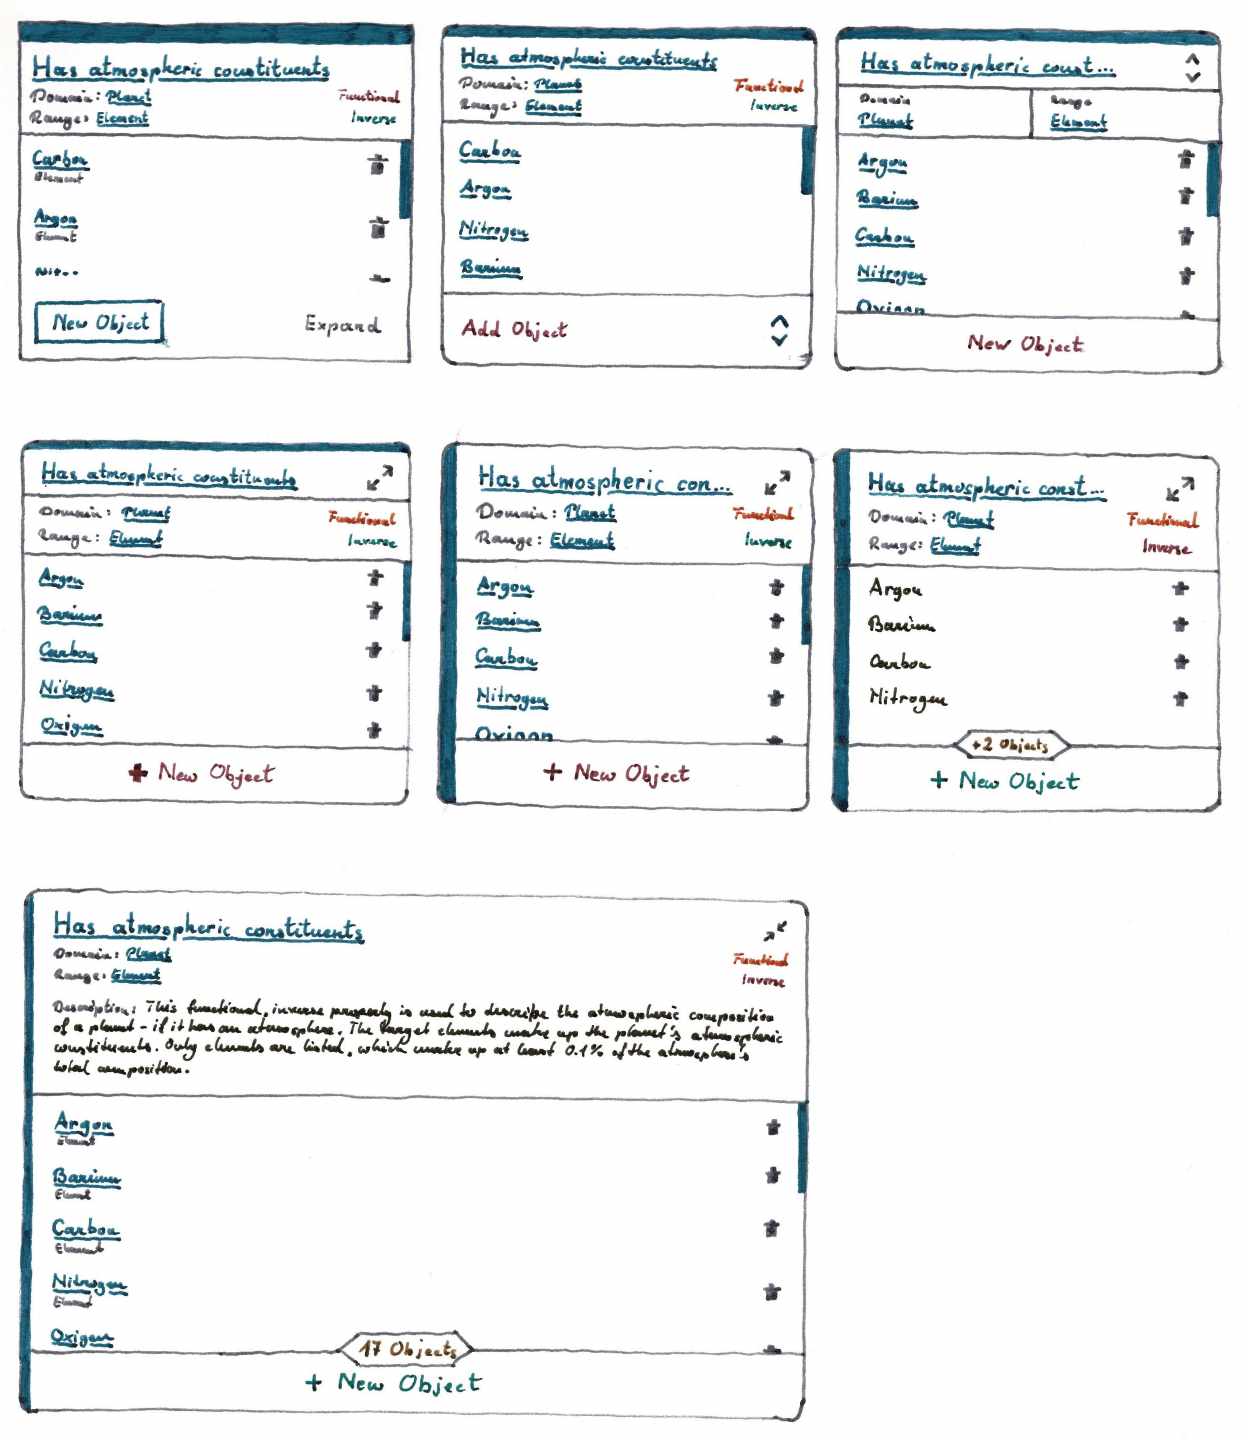 Has atmospheric constituents
Domain: Planet
Functional
Range: Element
Inverse
Carbon
Element
Argon
Element
Nit..
New Object
Expand
Has atmospheric constituents
Domain: Planet
Functional
Range: Element
Inverse
Carbon
Argon
Nitrogen
Barium
Add Object
Has atmospheric const...
Domain
Range
Planet
Element
Argon
Barium
Carbon
Nitrogen
Oxigen
New Object
Has atmospheric constituents
Domain: Planet
Functional
Range: Element
Inverse
Argon
Barium
Carbon
Nitrogen
Oxigen
+ New Object
Has atmospheric con...
Domain: Planet
Functional
Range: Element
Inverse
Argon
Barium
Carbon
Nitrogen
Oxigen
+ New Object
Has atmospheric const...
Domain: Planet
Functional
Range: Element
Inverse
Argon
Barium
Carbon
Nitrogen
+2 Objects
+ New Object
Has atmospheric constituents
Domain: Planet
Functional
Range: Element
Inverse
Description: This functional, inverse property is used to describe the atmospheric composition
of a planet - if it has an atmosphere. The target elements make up the planet's atmospheric
constituents. Only elements are listed, which make up at least 0.1% of the atmosphere's
total composition.
Argon
Element
Barium
Element
Carbon
Element
Nitrogen
Element
Oxigen
17 Objects
+ New Object